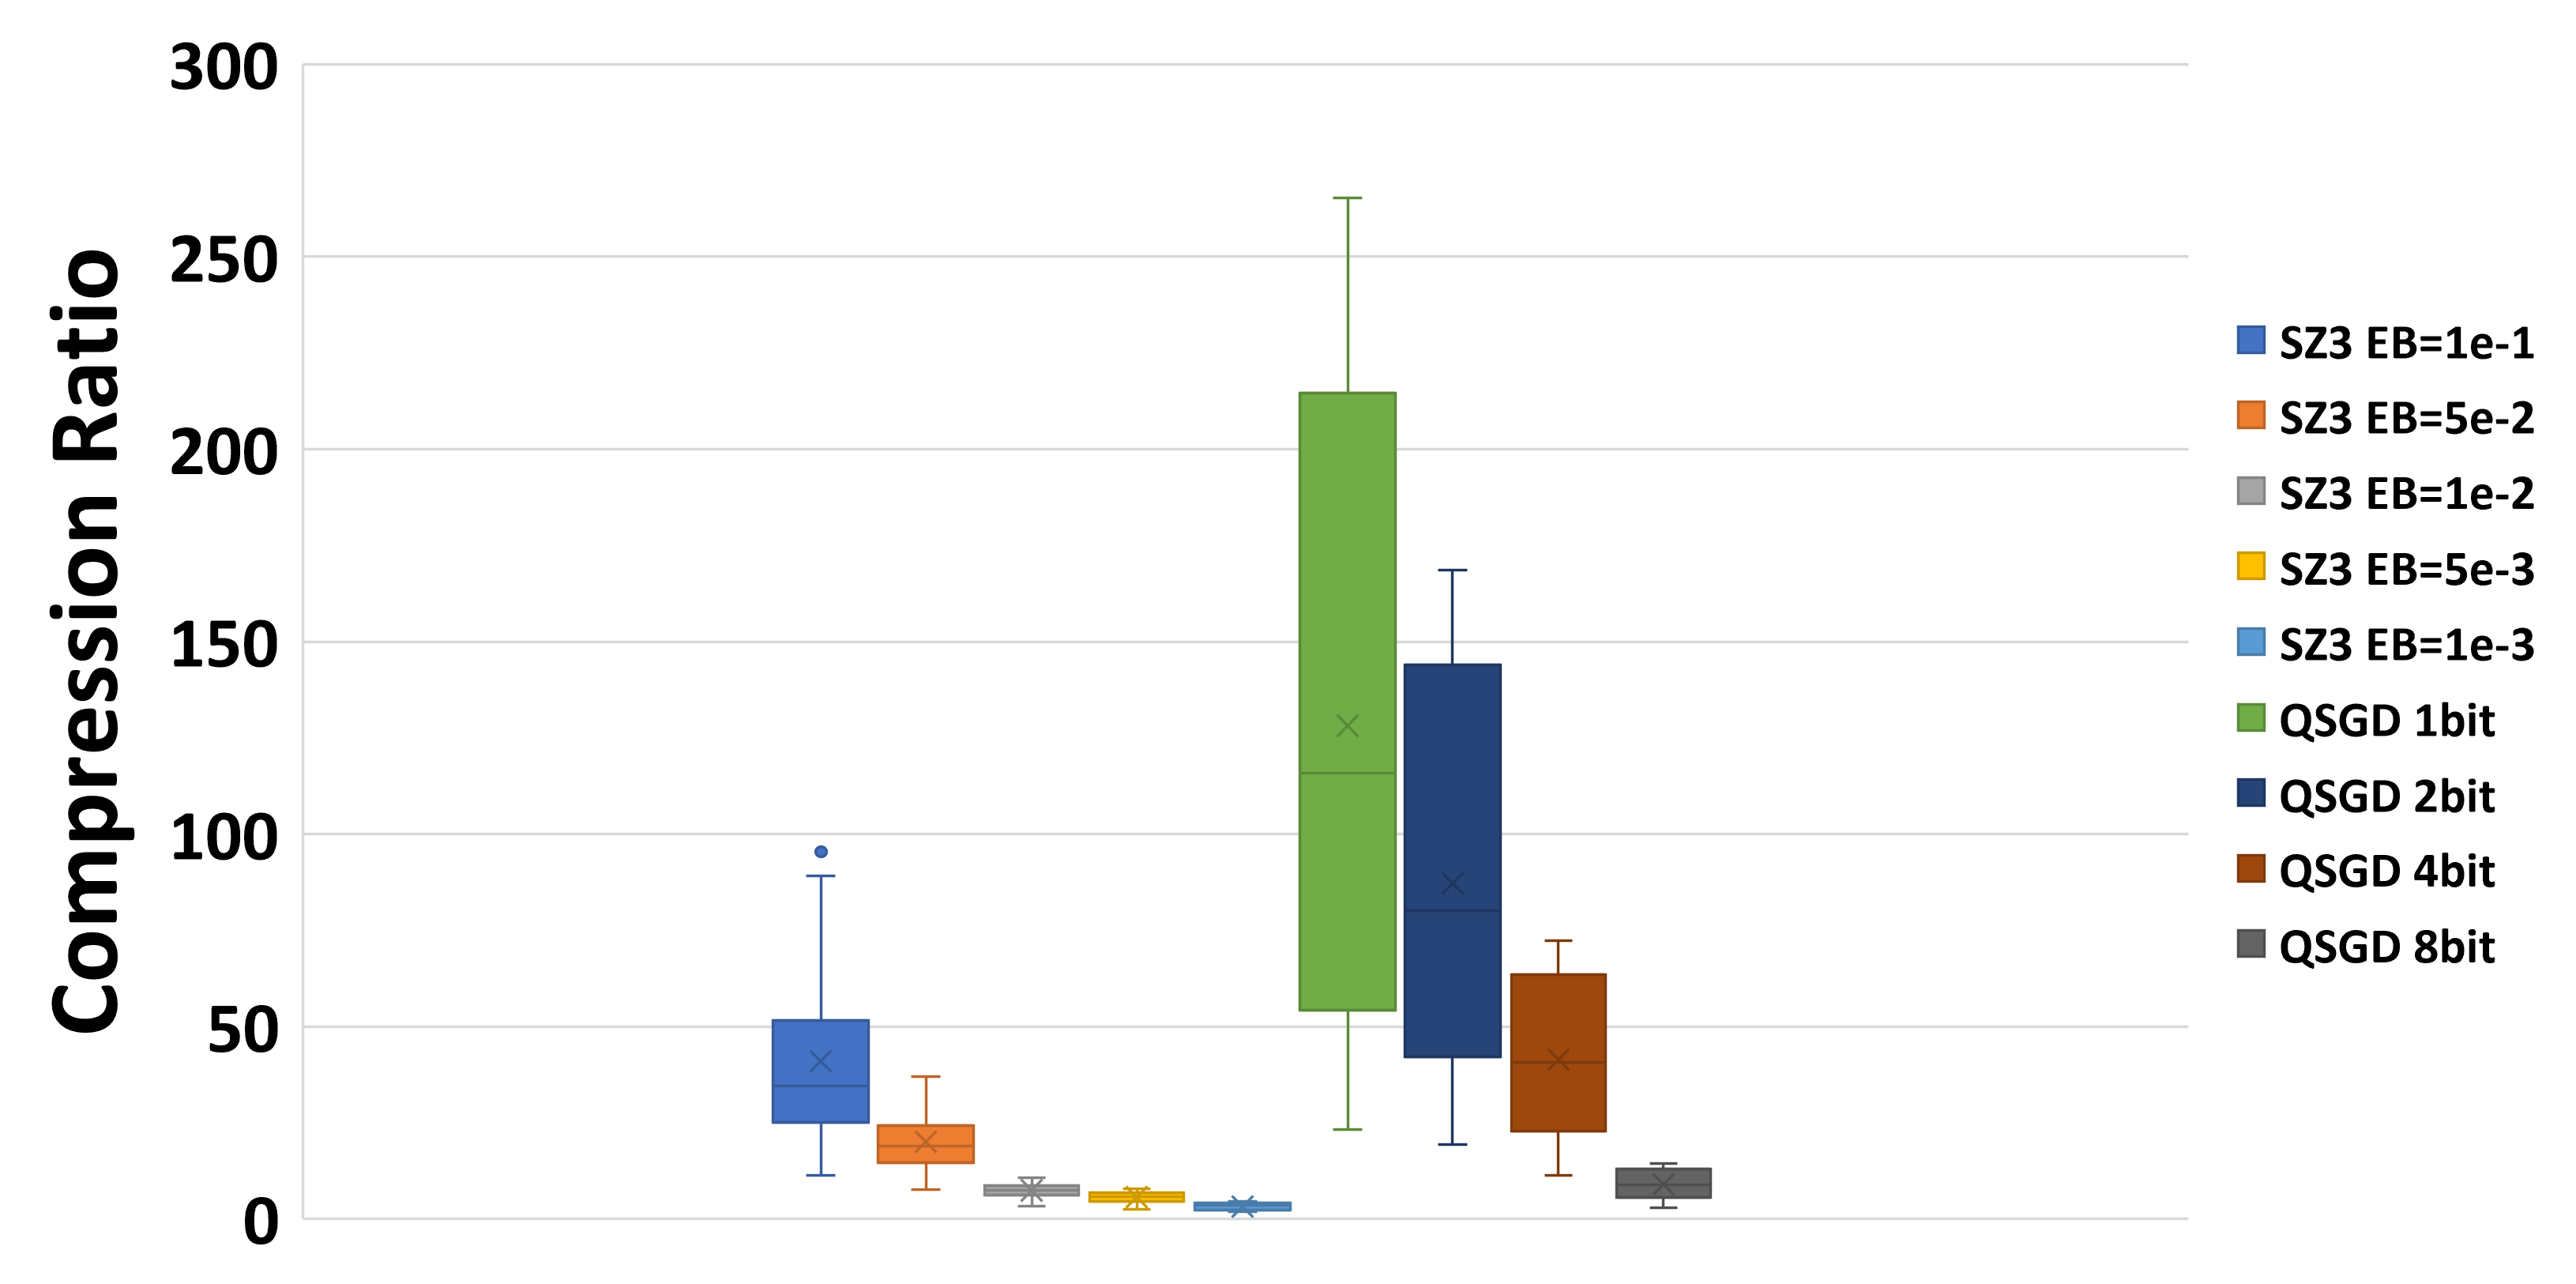 Compression Ratio
300
250
200
150
100
50
0
SZ3 EB=1e-1
SZ3 EB=5e-2
SZ3 EB=1e-2
SZ3 EB=5e-3
SZ3 EB=1e-3
QSGD 1bit
QSGD 2bit
QSGD 4bit
QSGD 8bit